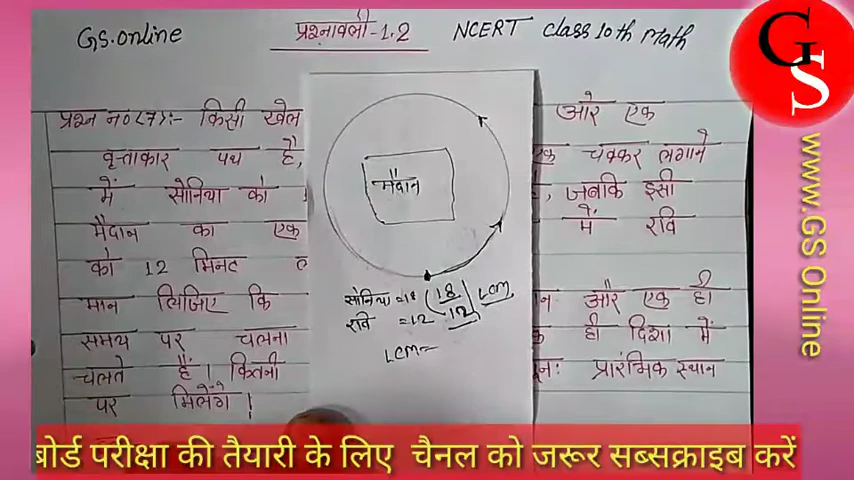 GS.online
प्रश्नावली-1.2
NCERT class 10th math
GS
www.GS Online
प्रश्न न०(7):- किसी खेल
और एक
वृत्ताकार पथ है,
एक चक्कर लगाने
में सोनिया को
, जबकि इसी
मैदान का एक
में रवि
को 12 मिनट ल
मान लिजिए कि
और एक ही
समय पर चलना
ही दिशा में
चलते हैं। कितनी
प्रारंमिक स्थान
पर मिलेंगे।
मैदान
सोनिया =18 (18) LCM
रवि =12 12
LCM=
बोर्ड परीक्षा की तैयारी के लिए चैनल को जरूर सब्सक्राइब करें